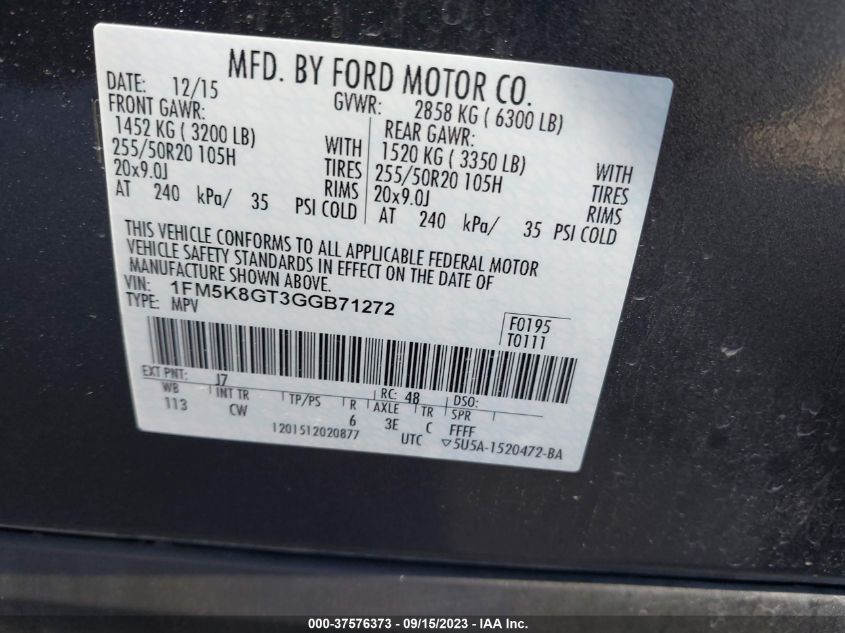 MFD. BY FORD MOTOR CO.
DATE: 12/15 GVWR: 2858 KG ( 6300 LB)
FRONT GAWR: REAR GAWR:
1452 KG ( 3200 LB) WITH 1520 KG ( 3350 LB) WITH
255/50R20 105H TIRES 255/50R20 105H TIRES
20x9.0J RIMS 20x9.0J RIMS
AT 240 kPa/ 35 PSI COLD AT 240 kPa/ 35 PSI COLD
THIS VEHICLE CONFORMS TO ALL APPLICABLE FEDERAL MOTOR
VEHICLE SAFETY STANDARDS IN EFFECT ON THE DATE OF
MANUFACTURE SHOWN ABOVE.
VIN: 1FM5K8GT3GGB71272
TYPE: MPV
F0195
T0111
EXT PNT: J7 RC: 48 DSO:
WB INT TR TP/PS R AXLE TR SPR
113 CW 6 3E C FFFF
1201512020877 UTC ▽5U5A-1520472-BA
000-37576373 - 09/15/2023 - www.iaai.com - Copyright 2023 IAA, Inc.